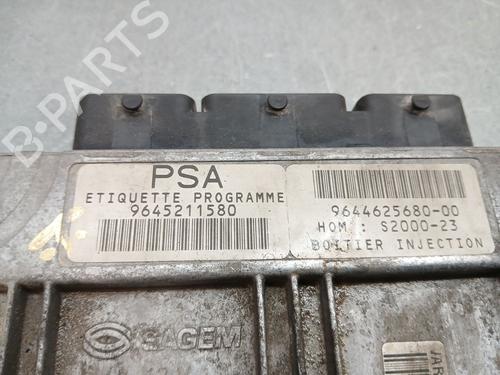 B-PARTS
PSA
ETIQUETTE PROGRAMME
9645211580
9644625680-00
HOM : S2000-23
BOITIER INJECTION
SAGEM